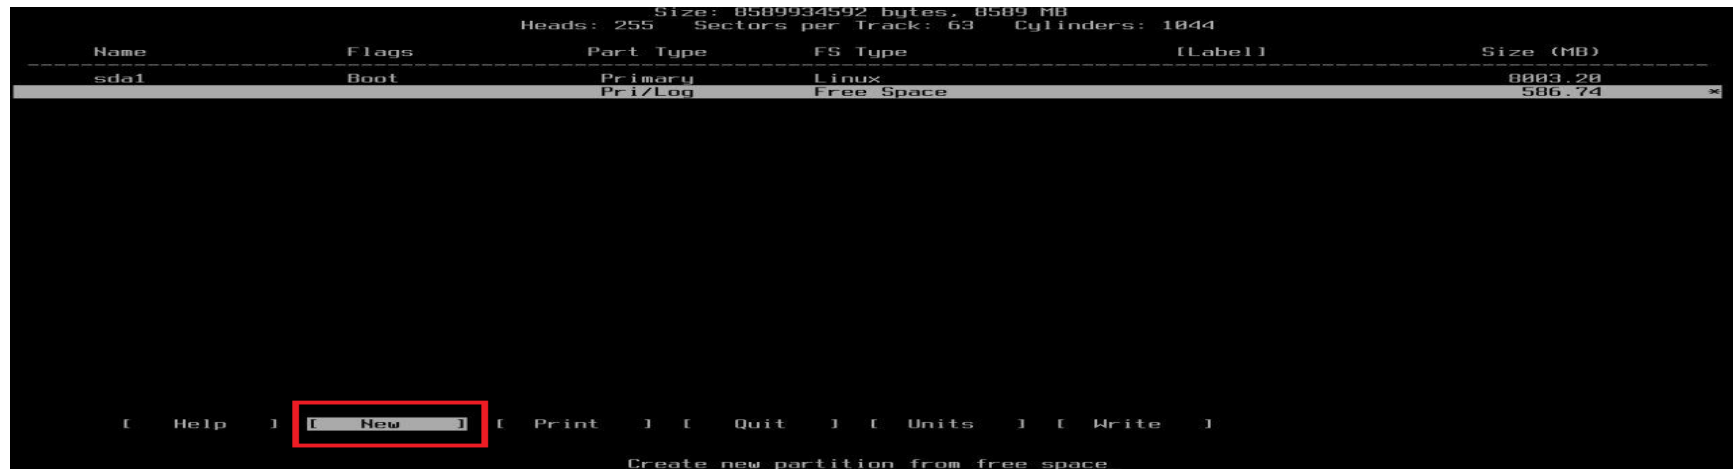 Size: 8589934592 bytes, 8589 MB
Heads: 255   Sectors per Track: 63   Cylinders: 1044
Name   Flags   Part Type   FS Type   [Label]   Size (MB)
sda1   Boot   Primary   Linux   8003.20
Pri/Log   Free Space   586.74   *
[ Help ] [ New ] [ Print ] [ Quit ] [ Units ] [ Write ]
Create new partition from free space